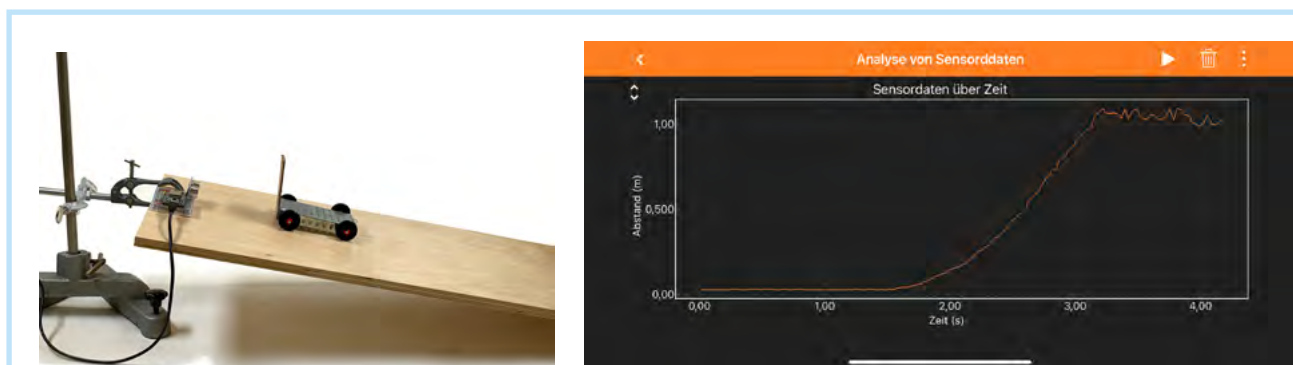 Analyse von Sensorddaten
Sensordaten über Zeit
1,00
0,500
0,00
Abstand (m)
0,00 1,00 2,00 3,00 4,00
Zeit (s)